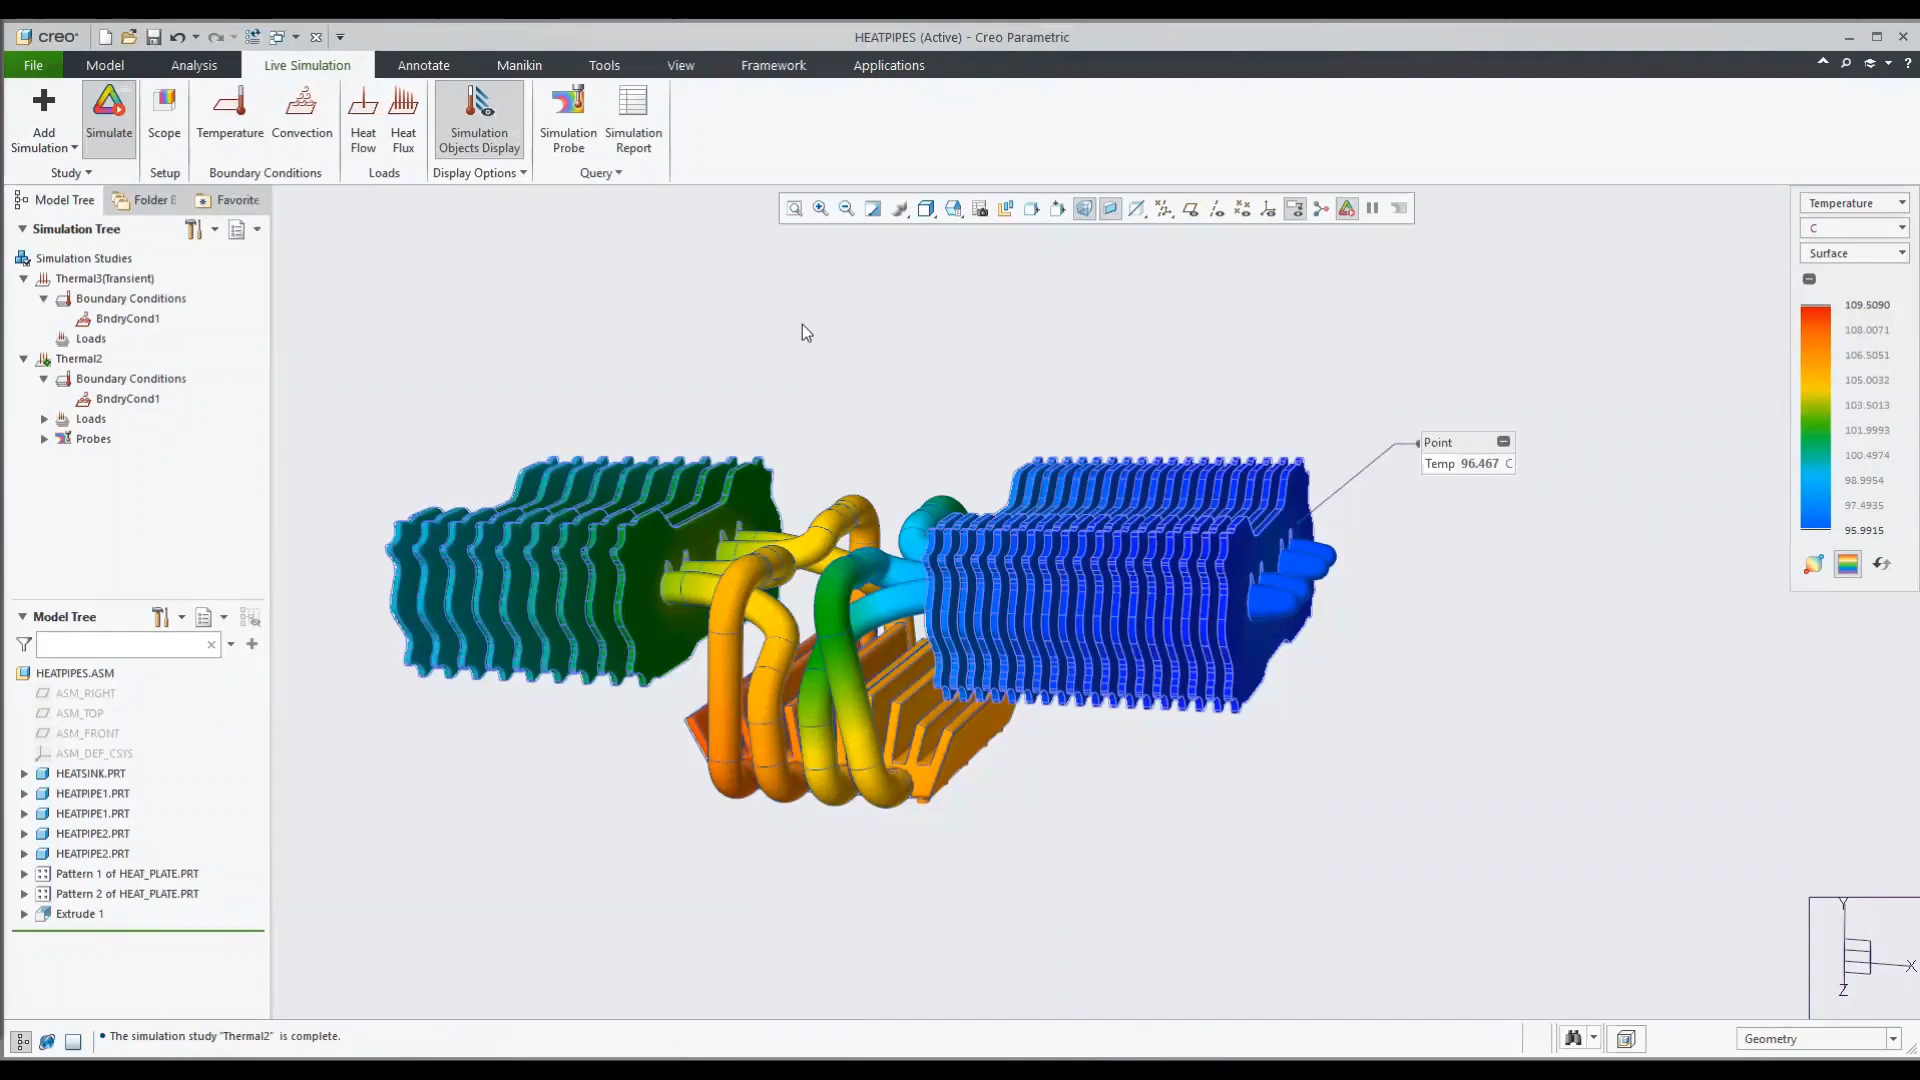 creo
HEATPIPES (Active) - Creo Parametric
File
Model
Analysis
Live Simulation
Annotate
Manikin
Tools
View
Framework
Applications
?
Add
Simulation
Simulate
Scope
Temperature
Convection
Heat
Flow
Heat
Flux
Simulation
Objects Display
Simulation
Probe
Simulation
Report
Study
Setup
Boundary Conditions
Loads
Display Options
Query
Model Tree
Folder
Favorite
Simulation Tree
Simulation Studies
Thermal3(Transient)
Boundary Conditions
BndryCond1
Loads
Thermal2
Boundary Conditions
BndryCond1
Loads
Probes
Model Tree
HEATPIPES.ASM
ASM_RIGHT
ASM_TOP
ASM_FRONT
ASM_DEF_CSYS
HEATSINK.PRT
HEATPIPE1.PRT
HEATPIPE1.PRT
HEATPIPE2.PRT
HEATPIPE2.PRT
Pattern 1 of HEAT_PLATE.PRT
Pattern 2 of HEAT_PLATE.PRT
Extrude 1
Point
Temp 96.467 C
Temperature
C
Surface
109.5090
108.0071
106.5051
105.0032
103.5013
101.9993
100.4974
98.9954
97.4935
95.9915
Y
X
Z
• The simulation study "Thermal2" is complete.
Geometry